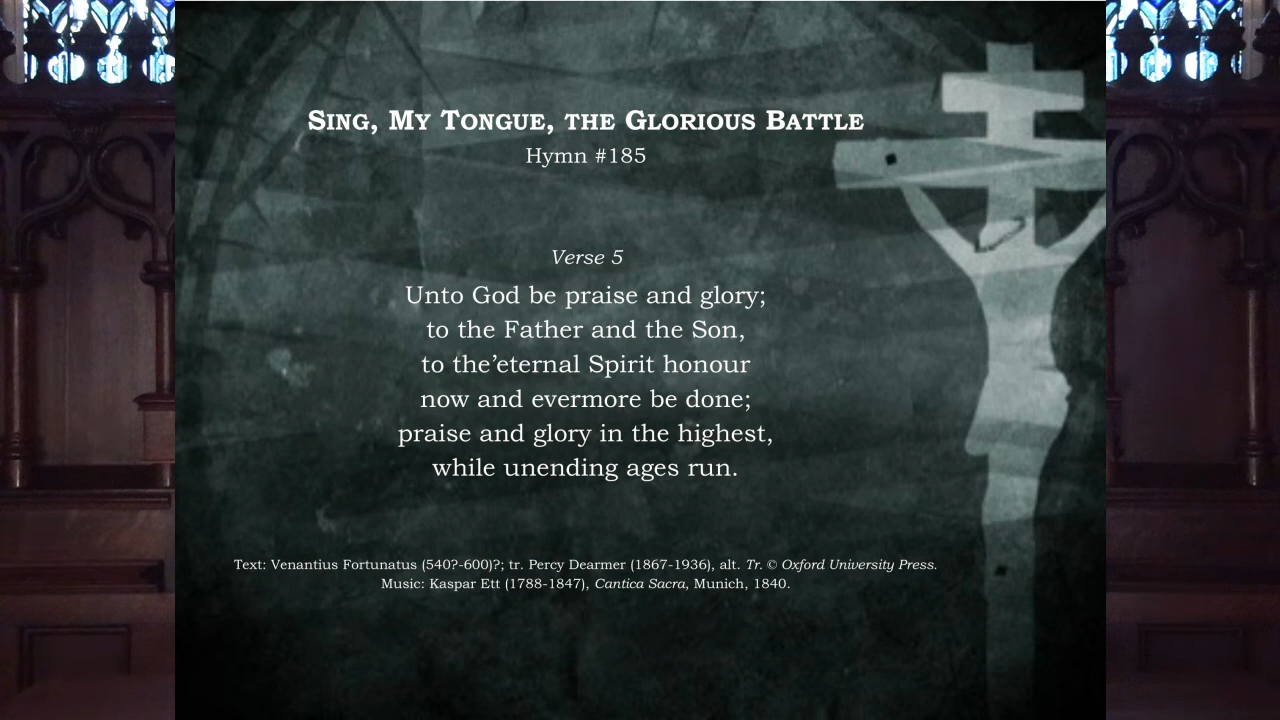 Sing, My Tongue, the Glorious Battle
Hymn #185
Verse 5
Unto God be praise and glory;
to the Father and the Son,
to the’eternal Spirit honour
now and evermore be done;
praise and glory in the highest,
while unending ages run.
Text: Venantius Fortunatus (540?-600)?; tr. Percy Dearmer (1867-1936), alt. Tr. © Oxford University Press.
Music: Kaspar Ett (1788-1847), Cantica Sacra, Munich, 1840.